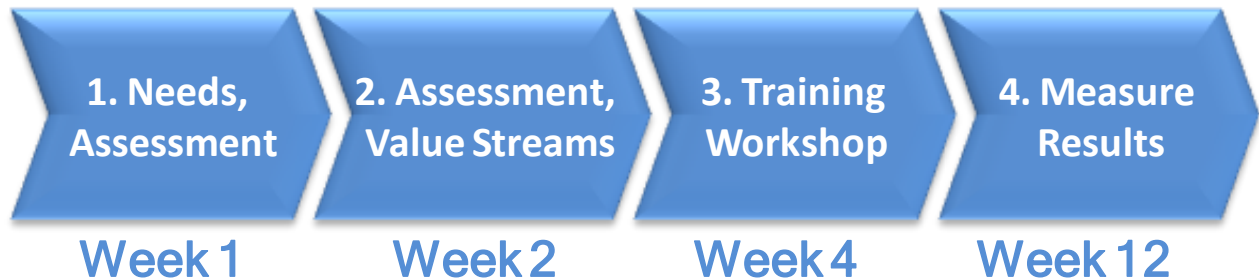 1. Needs,
Assessment
2. Assessment,
Value Streams
3. Training
Workshop
4. Measure
Results
Week 1
Week 2
Week 4
Week 12